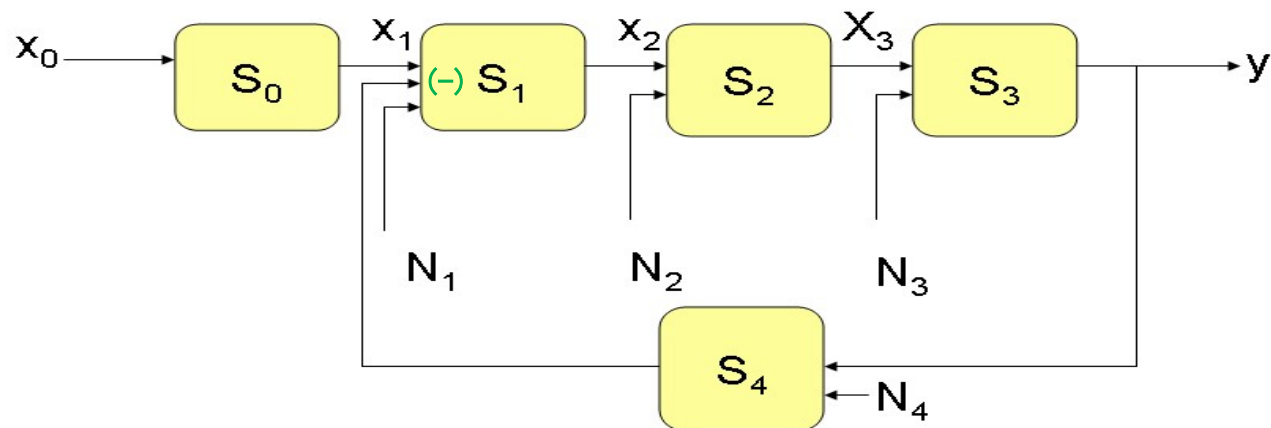 x₀ S₀ x₁ (-) S₁ x₂ S₂ X₃ S₃ y
N₁ N₂ N₃
S₄
N₄